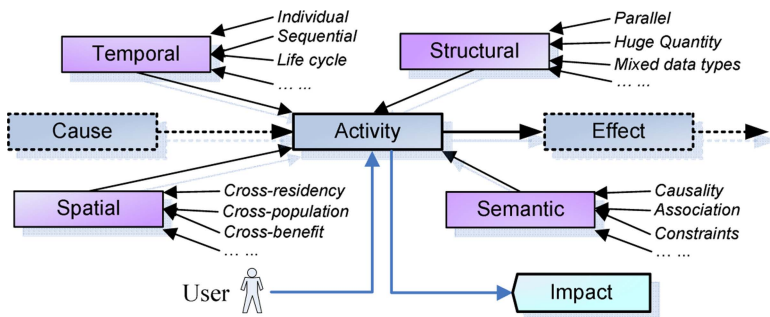 Individual
Sequential
Life cycle
... ...
Temporal
Parallel
Huge Quantity
Mixed data types
... ...
Structural
Cause
Activity
Effect
Cross-residency
Cross-population
Cross-benefit
... ...
Spatial
Causality
Association
Constraints
... ...
Semantic
User
Impact